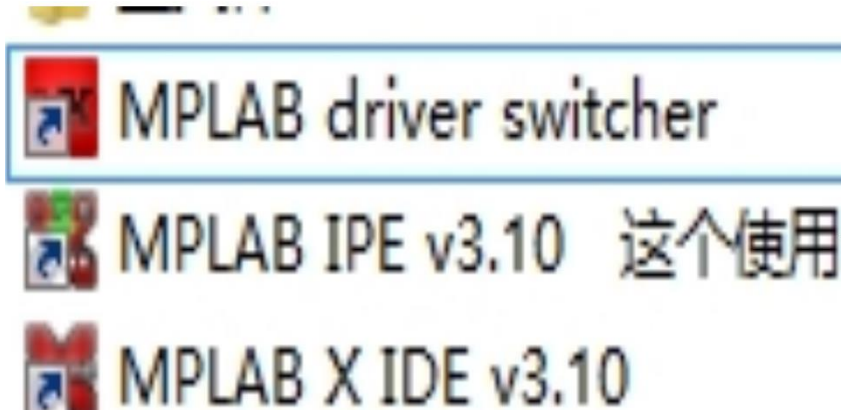 MPLAB driver switcher
MPLAB IPE v3.10 这个使用
MPLAB X IDE v3.10